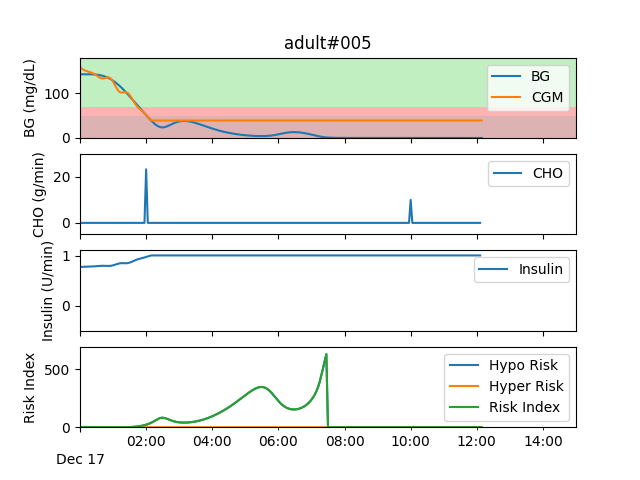 adult#005
BG (mg/dL)
100
0
BG
CGM
CHO (g/min)
20
0
CHO
Insulin (U/min)
1
0
Insulin
Risk Index
500
0
Hypo Risk
Hyper Risk
Risk Index
02:00 04:00 06:00 08:00 10:00 12:00 14:00
Dec 17